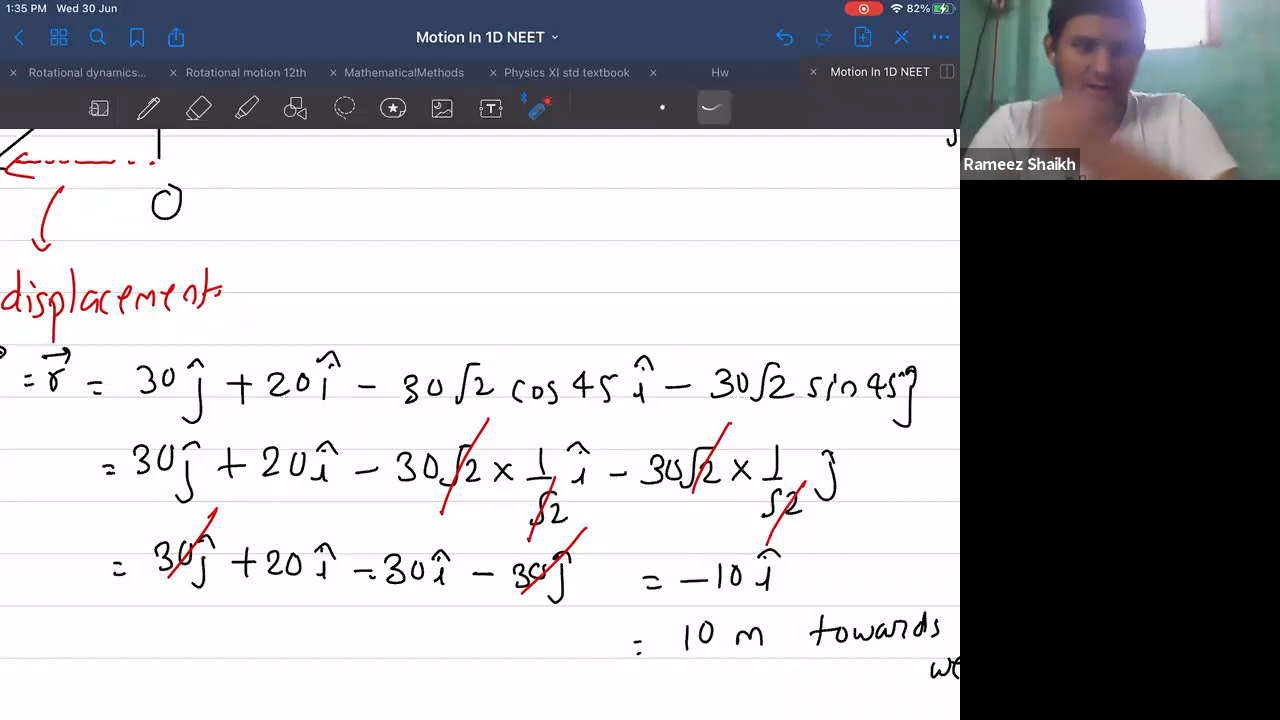 1:35 PM Wed 30 Jun
82%
Motion In 1D NEET
Rotational dynamics...
Rotational motion 12th
MathematicalMethods
Physics XI std textbook
Hw
Motion In 1D NEET
T
Rameez Shaikh
O
displacement
= r⃗ = 30ĵ + 20î - 30√2 cos 45 î - 30√2 sin 45 ĵ
= 30ĵ + 20î - 30√2 × 1/√2 î - 30√2 × 1/√2 ĵ
= 30ĵ + 20î - 30î - 30ĵ = -10 î
= 10 m towards
we